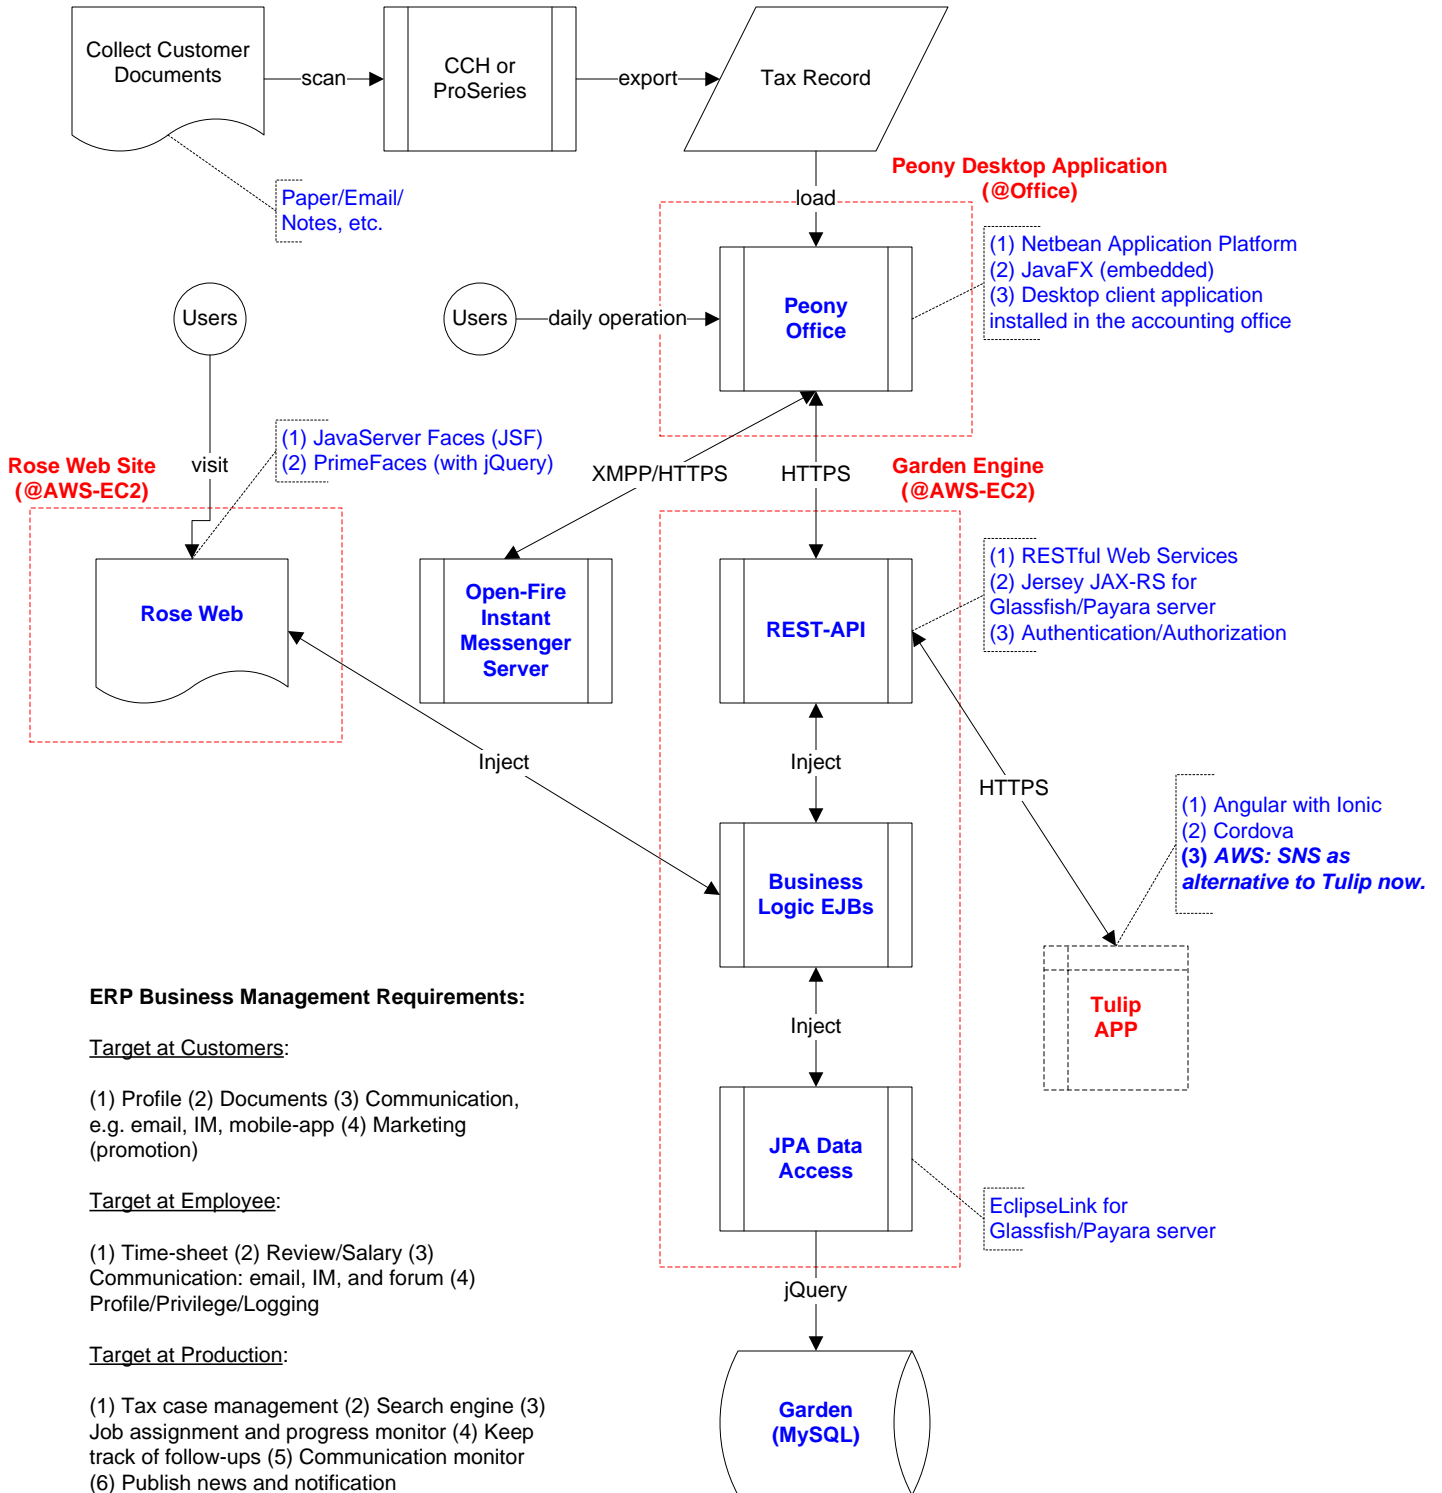 Collect Customer
Documents
scan
CCH or
ProSeries
export
Tax Record
Paper/Email/
Notes, etc.
Peony Desktop Application
(@Office)
load
(1) Netbean Application Platform
(2) JavaFX (embedded)
(3) Desktop client application
installed in the accounting office
Users
Users
daily operation
Peony
Office
(1) JavaServer Faces (JSF)
(2) PrimeFaces (with jQuery)
Rose Web Site
(@AWS-EC2)
visit
XMPP/HTTPS
HTTPS
Garden Engine
(@AWS-EC2)
Rose Web
Open-Fire
Instant
Messenger
Server
REST-API
(1) RESTful Web Services
(2) Jersey JAX-RS for
Glassfish/Payara server
(3) Authentication/Authorization
Inject
Inject
HTTPS
(1) Angular with Ionic
(2) Cordova
(3) AWS: SNS as
alternative to Tulip now.
Business
Logic EJBs
Tulip
APP
Inject
JPA Data
Access
EclipseLink for
Glassfish/Payara server
jQuery
Garden
(MySQL)
ERP Business Management Requirements:
Target at Customers:
(1) Profile (2) Documents (3) Communication,
e.g. email, IM, mobile-app (4) Marketing
(promotion)
Target at Employee:
(1) Time-sheet (2) Review/Salary (3)
Communication: email, IM, and forum (4)
Profile/Privilege/Logging
Target at Production:
(1) Tax case management (2) Search engine (3)
Job assignment and progress monitor (4) Keep
track of follow-ups (5) Communication monitor
(6) Publish news and notification